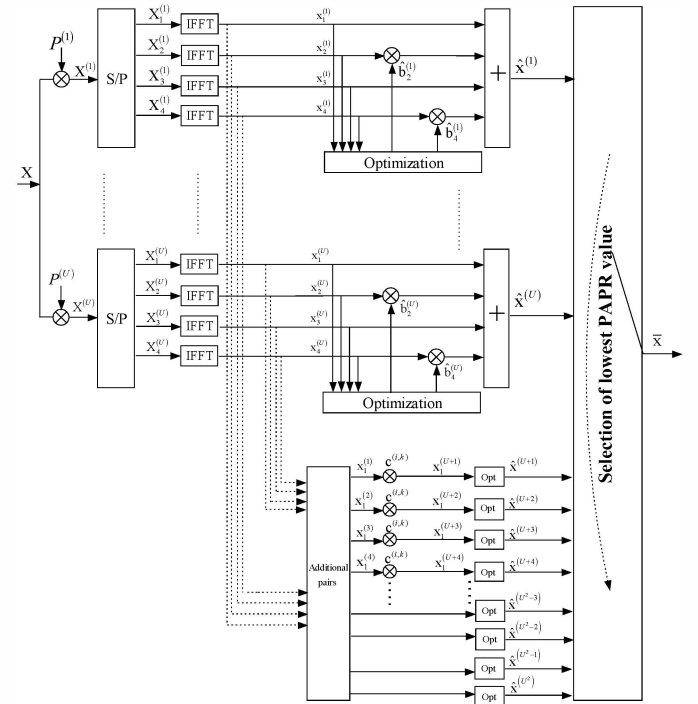 P^(1)
X
X^(1)
S/P
X_1^(1)
X_2^(1)
X_3^(1)
X_4^(1)
IFFT
IFFT
IFFT
IFFT
x_1^(1)
x_2^(1)
x_3^(1)
x_4^(1)
b̂_2^(1)
b̂_4^(1)
Optimization
+
x̂^(1)
P^(U)
X^(U)
S/P
X_1^(U)
X_2^(U)
X_3^(U)
X_4^(U)
IFFT
IFFT
IFFT
IFFT
x_1^(U)
x_2^(U)
x_3^(U)
x_4^(U)
b̂_2^(U)
b̂_4^(U)
Optimization
+
x̂^(U)
Selection of lowest PAPR value
x̄
Additional pairs
x_1^(1) c^(i,k) x_1^(U+1) Opt x̂^(U+1)
x_1^(2) c^(i,k) x_1^(U+2) Opt x̂^(U+2)
x_1^(3) c^(i,k) x_1^(U+3) Opt x̂^(U+3)
x_1^(4) c^(i,k) x_1^(U+4) Opt x̂^(U+4)
Opt x̂^(U²−3)
Opt x̂^(U²−2)
Opt x̂^(U²−1)
Opt x̂^(U²)